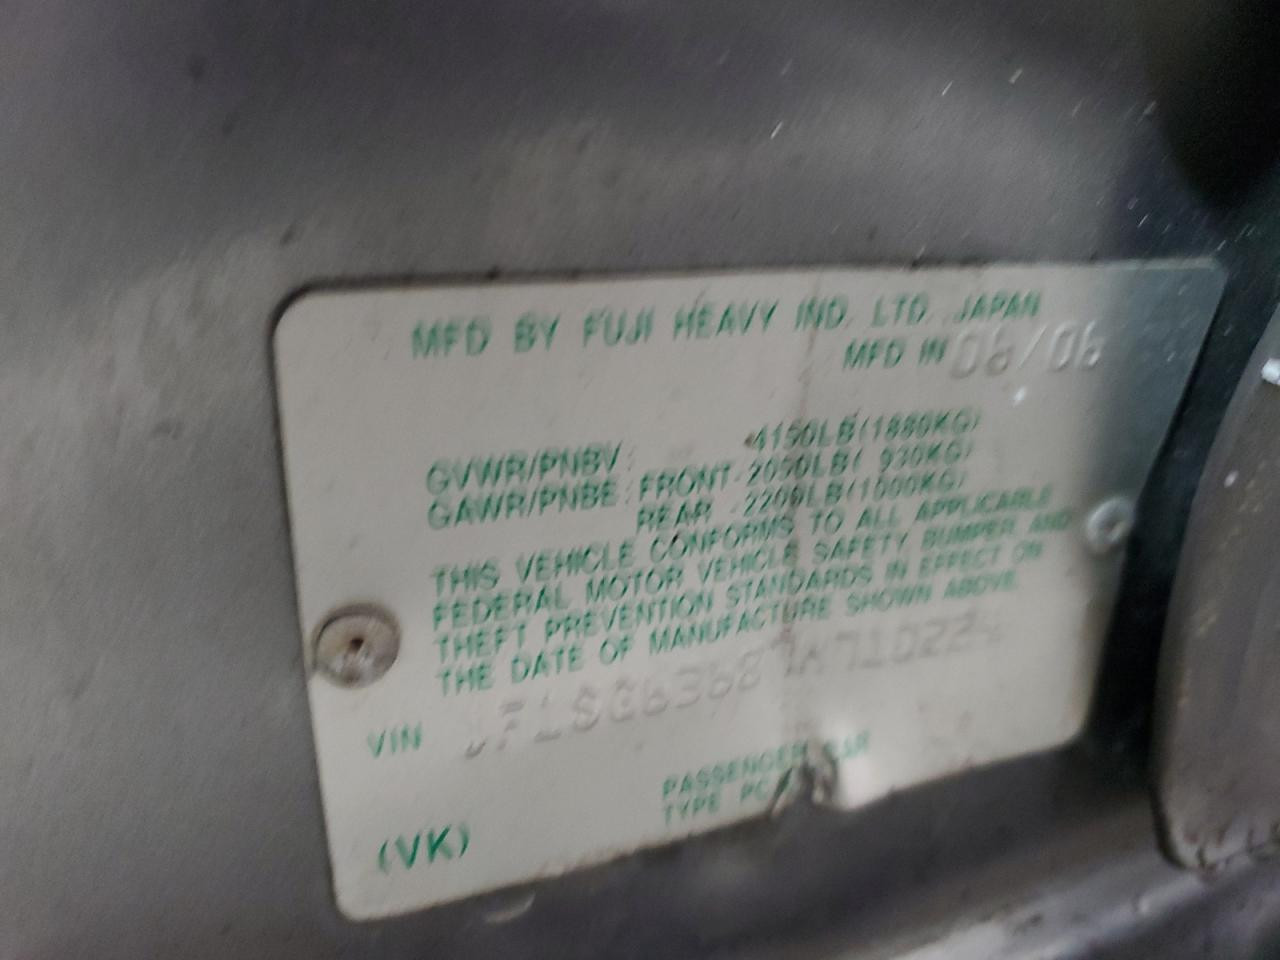 MFD BY FUJI HEAVY IND. LTD. JAPAN
MFD IN 06/06
GVWR/PNBV: 4150LB(1880KG)
GAWR/PNBE: FRONT 2050LB( 930KG)
REAR 2200LB(1000KG)
THIS VEHICLE CONFORMS TO ALL APPLICABLE
FEDERAL MOTOR VEHICLE SAFETY, BUMPER AND
THEFT PREVENTION STANDARDS IN EFFECT ON
THE DATE OF MANUFACTURE SHOWN ABOVE.
VIN
PASSENGER CAR
TYPE PC
(VK)